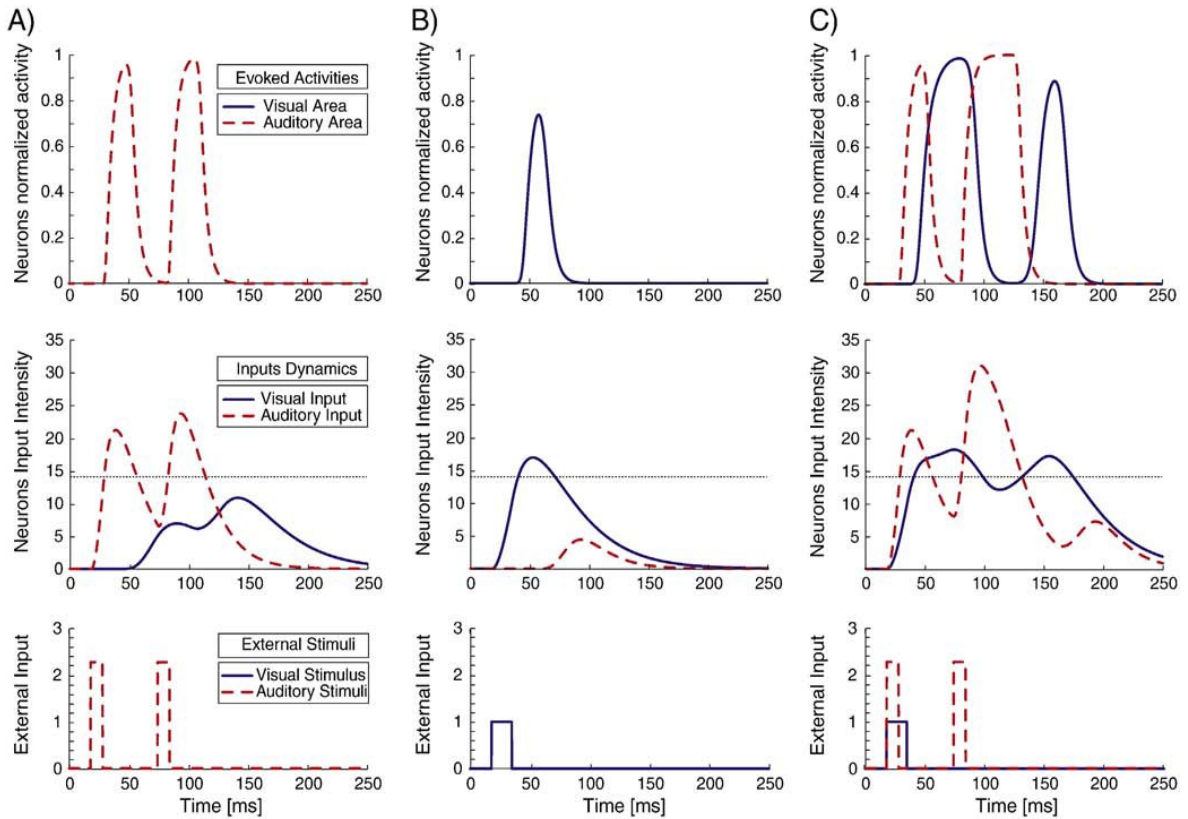 A)
B)
C)
Neurons normalized activity
1
0.8
0.6
0.4
0.2
0
0 50 100 150 200 250
Evoked Activities
Visual Area
Auditory Area
Neurons normalized activity
1
0.8
0.6
0.4
0.2
0
0 50 100 150 200 250
Neurons normalized activity
1
0.8
0.6
0.4
0.2
0
0 50 100 150 200 250
Neurons Input Intensity
35
30
25
20
15
10
5
0
0 50 100 150 200 250
Inputs Dynamics
Visual Input
Auditory Input
Neurons Input Intensity
35
30
25
20
15
10
5
0 50 100 150 200 250
Neurons Input Intensity
35
30
25
20
15
10
5
0 50 100 150 200 250
External Input
3
2
1
0
0 50 100 150 200 250
Time [ms]
External Stimuli
Visual Stimulus
Auditory Stimuli
External Input
3
2
1
0
0 50 100 150 200 250
Time [ms]
External Input
3
2
1
0
0 50 100 150 200 250
Time [ms]